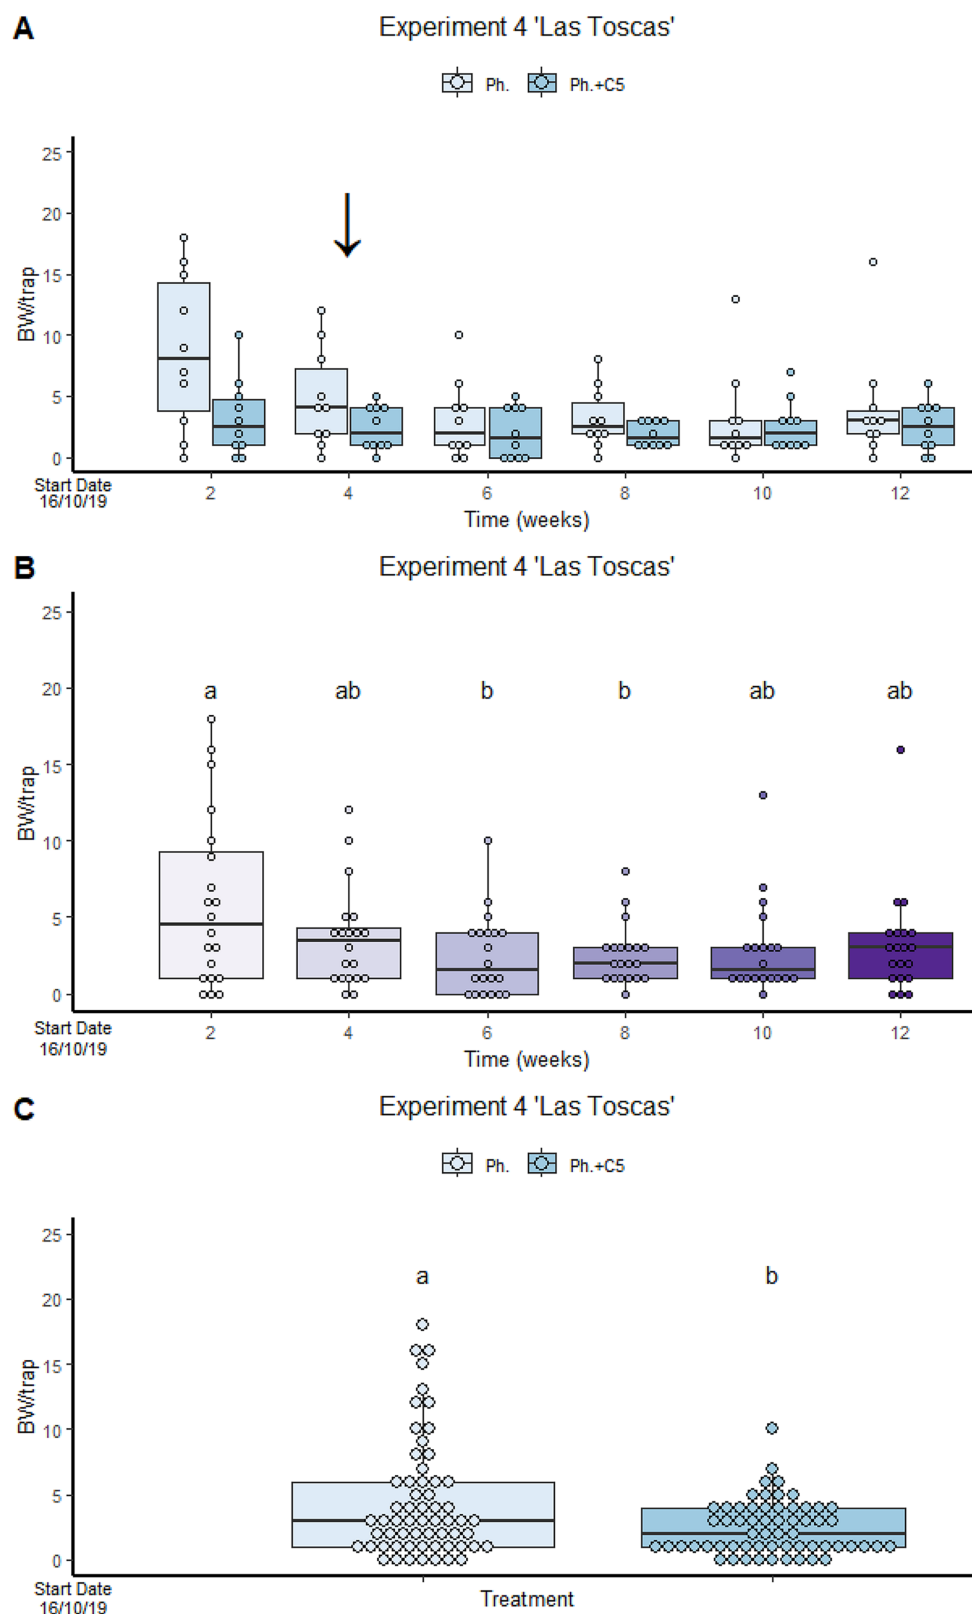 A
Experiment 4 'Las Toscas'
Ph. Ph.+C5
BW/trap
25
20
15
10
5
0
Start Date
16/10/19
2 4 6 8 10 12
Time (weeks)
B
Experiment 4 'Las Toscas'
BW/trap
25
20
15
10
5
0
a ab b b ab ab
Start Date
16/10/19
2 4 6 8 10 12
Time (weeks)
C
Experiment 4 'Las Toscas'
Ph. Ph.+C5
BW/trap
25
20
15
10
5
0
a b
Start Date
16/10/19
Treatment